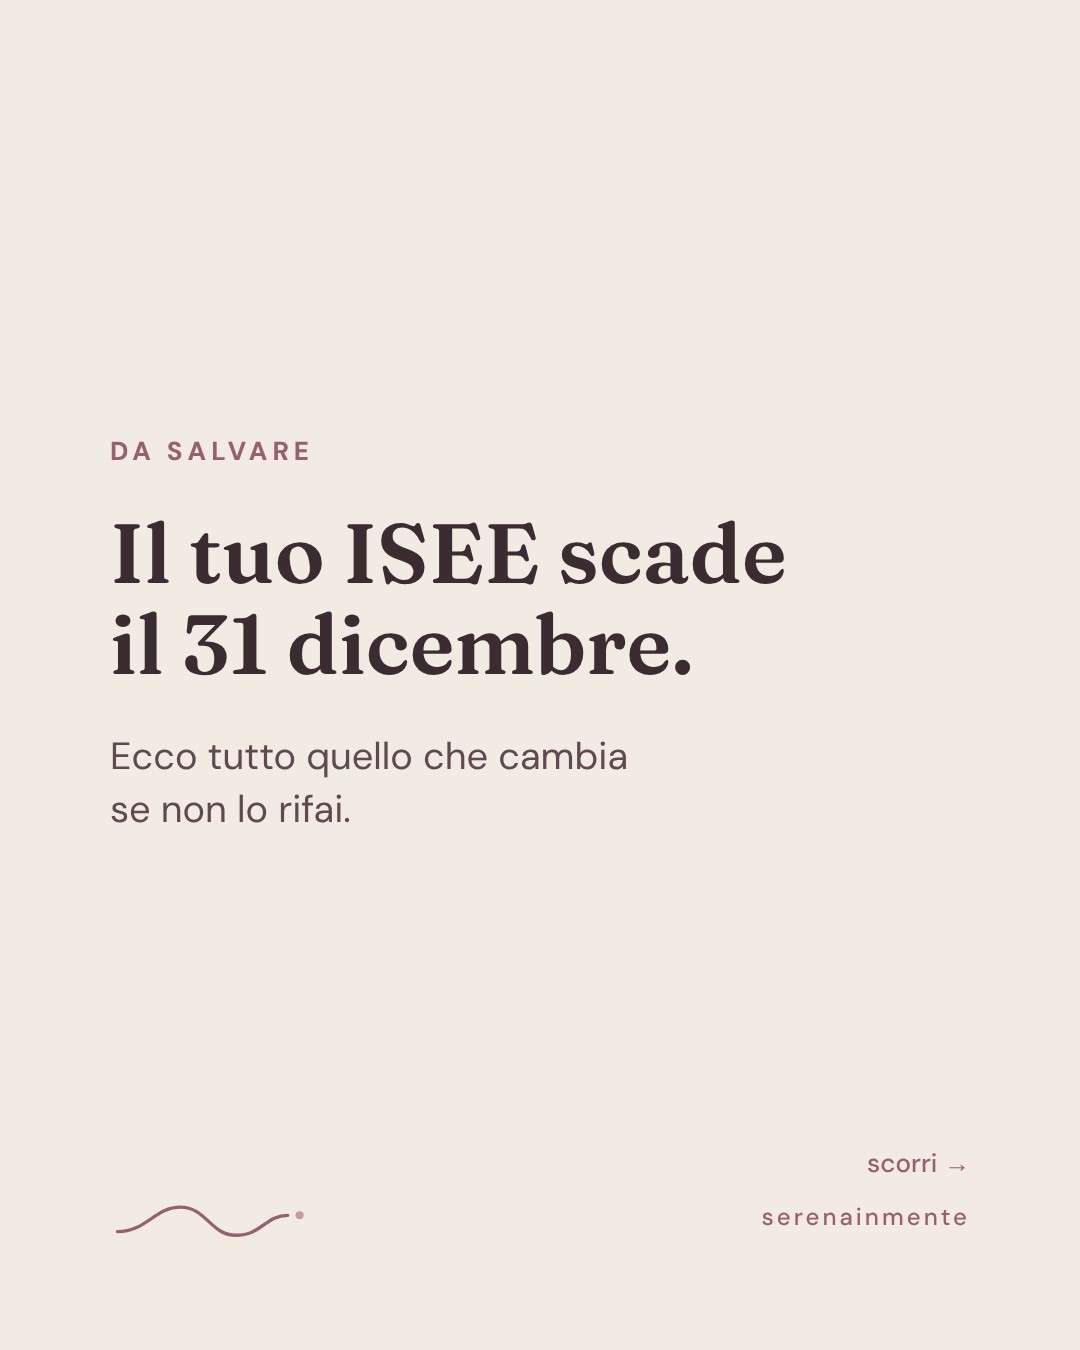 DA SALVARE
Il tuo ISEE scade
il 31 dicembre.
Ecco tutto quello che cambia
se non lo rifai.
scorri →
serenainmente